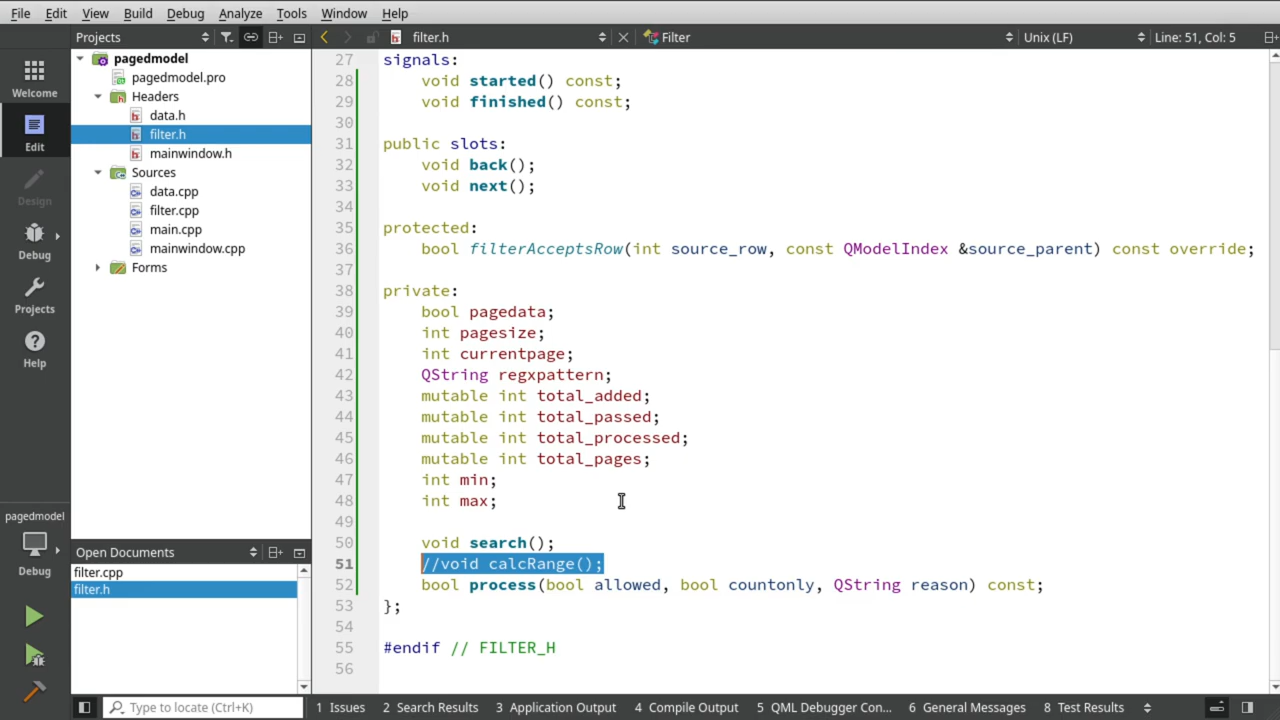 File Edit View Build Debug Analyze Tools Window Help
Projects filter.h Filter Unix (LF) Line: 51, Col: 5
Welcome
Edit
Design
Debug
Projects
Help
pagedmodel
Debug
pagedmodel
pagedmodel.pro
Headers
data.h
filter.h
mainwindow.h
Sources
data.cpp
filter.cpp
main.cpp
mainwindow.cpp
Forms
Open Documents
filter.cpp
filter.h
27 signals:
28 void started() const;
29 void finished() const;
30
31 public slots:
32 void back();
33 void next();
34
35 protected:
36 bool filterAcceptsRow(int source_row, const QModelIndex &source_parent) const override;
37
38 private:
39 bool pagedata;
40 int pagesize;
41 int currentpage;
42 QString regxpattern;
43 mutable int total_added;
44 mutable int total_passed;
45 mutable int total_processed;
46 mutable int total_pages;
47 int min;
48 int max;
49
50 void search();
51 //void calcRange();
52 bool process(bool allowed, bool countonly, QString reason) const;
53 };
54
55 #endif // FILTER_H
56
Type to locate (Ctrl+K) 1 Issues 2 Search Results 3 Application Output 4 Compile Output 5 QML Debugger Con... 6 General Messages 8 Test Results